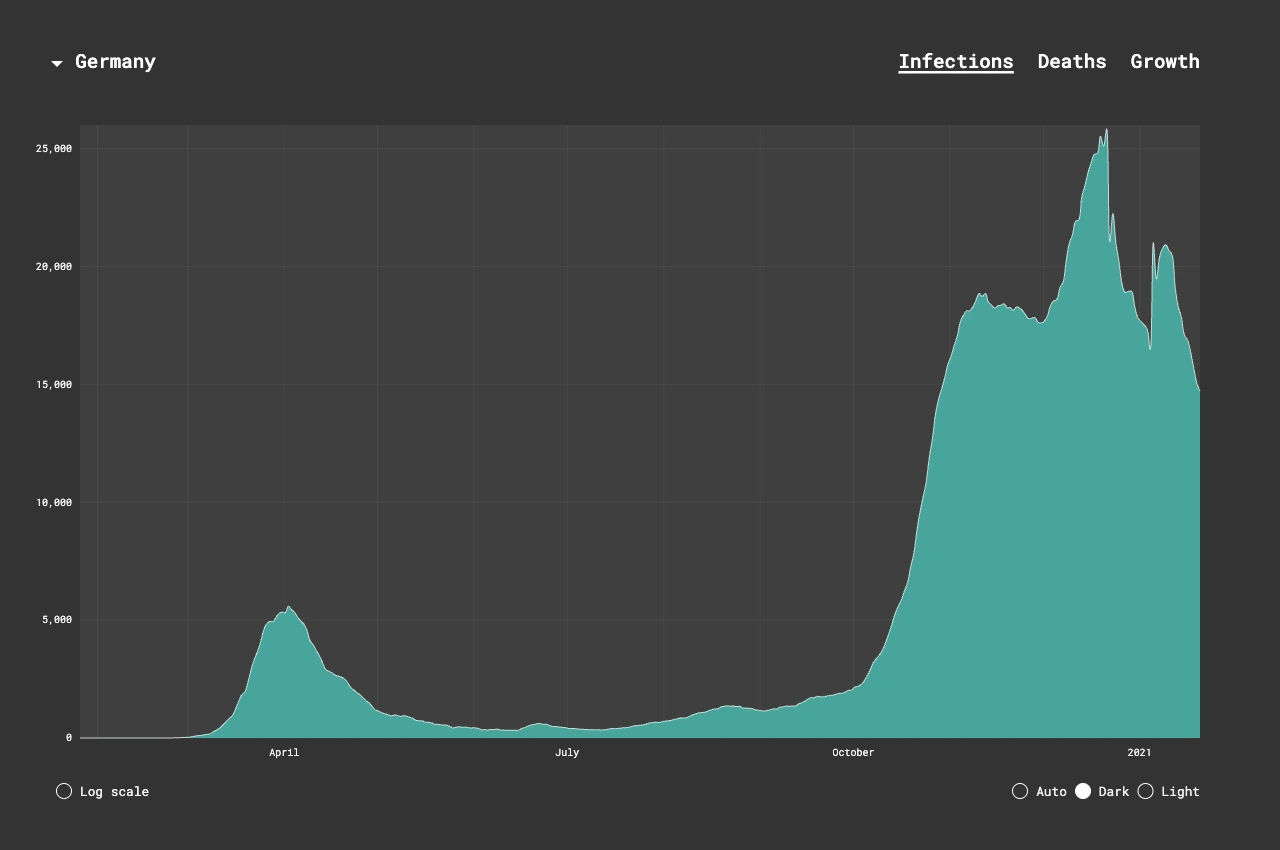 Germany
Infections Deaths Growth
25,000
20,000
15,000
10,000
5,000
0
April July October 2021
Log scale
Auto Dark Light